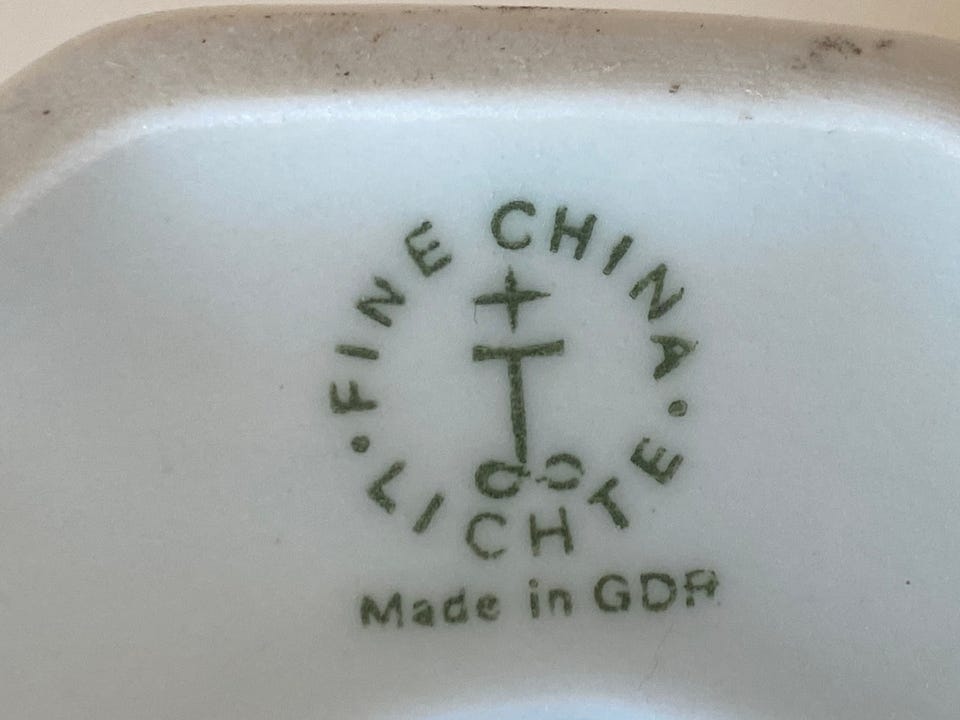 FINE CHINA
• LICHTE •
Made in GDR